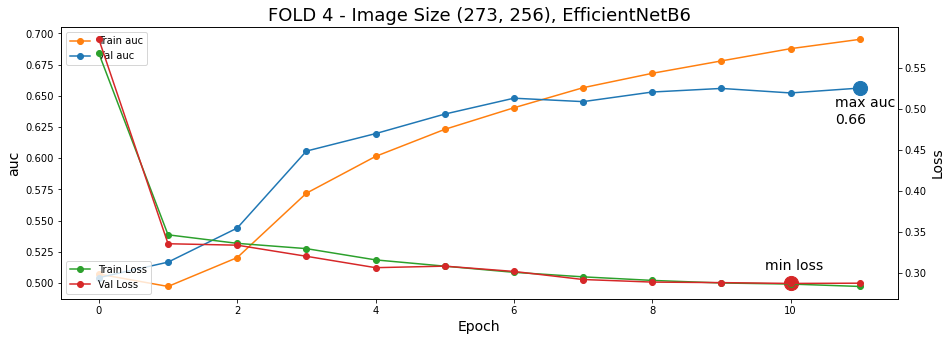 FOLD 4 - Image Size (273, 256), EfficientNetB6
Train auc
Val auc
Train Loss
Val Loss
0.700
0.675
0.650
0.625
0.600
0.575
0.550
0.525
0.500
auc
0.55
0.50
0.45
0.40
0.35
0.30
Loss
max auc
0.66
min loss
0
2
4
6
8
10
Epoch